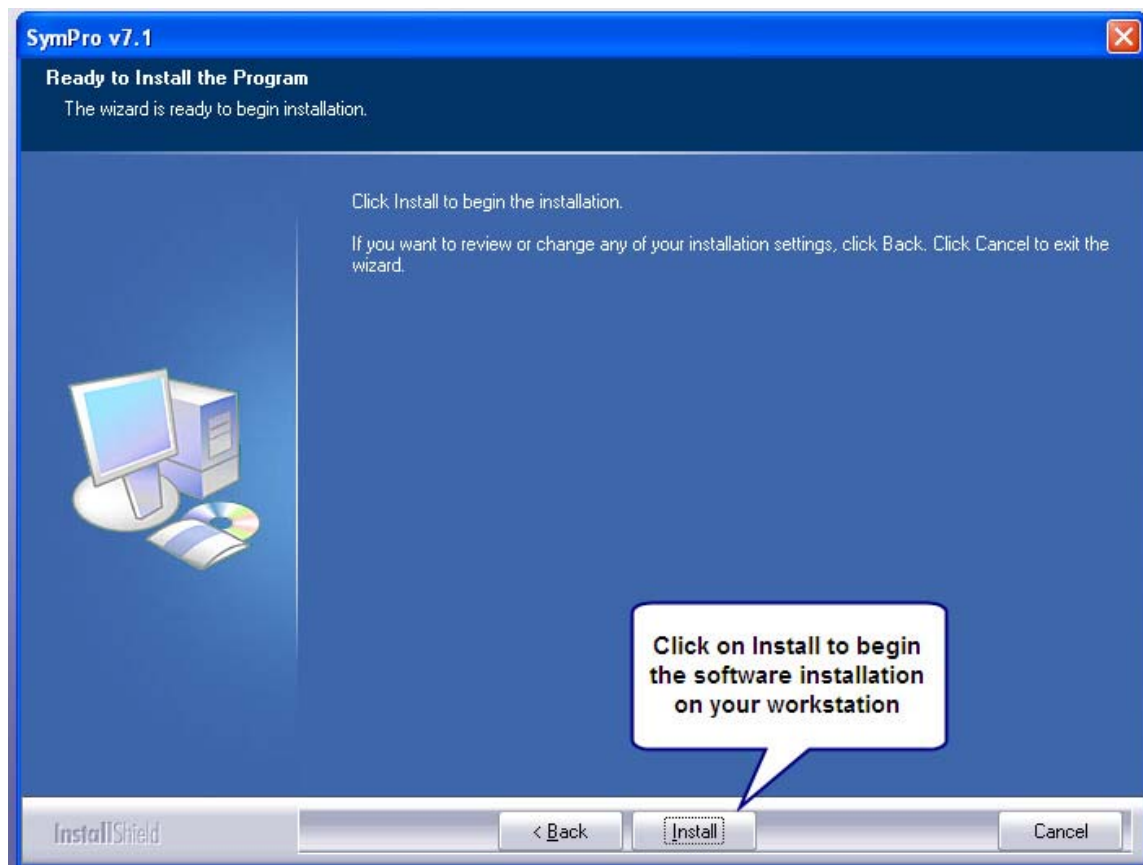 SymPro v7.1
Ready to Install the Program
The wizard is ready to begin installation.
Click Install to begin the installation.
If you want to review or change any of your installation settings, click Back. Click Cancel to exit the
wizard.
Click on Install to begin
the software installation
on your workstation
InstallShield
< Back
Install
Cancel